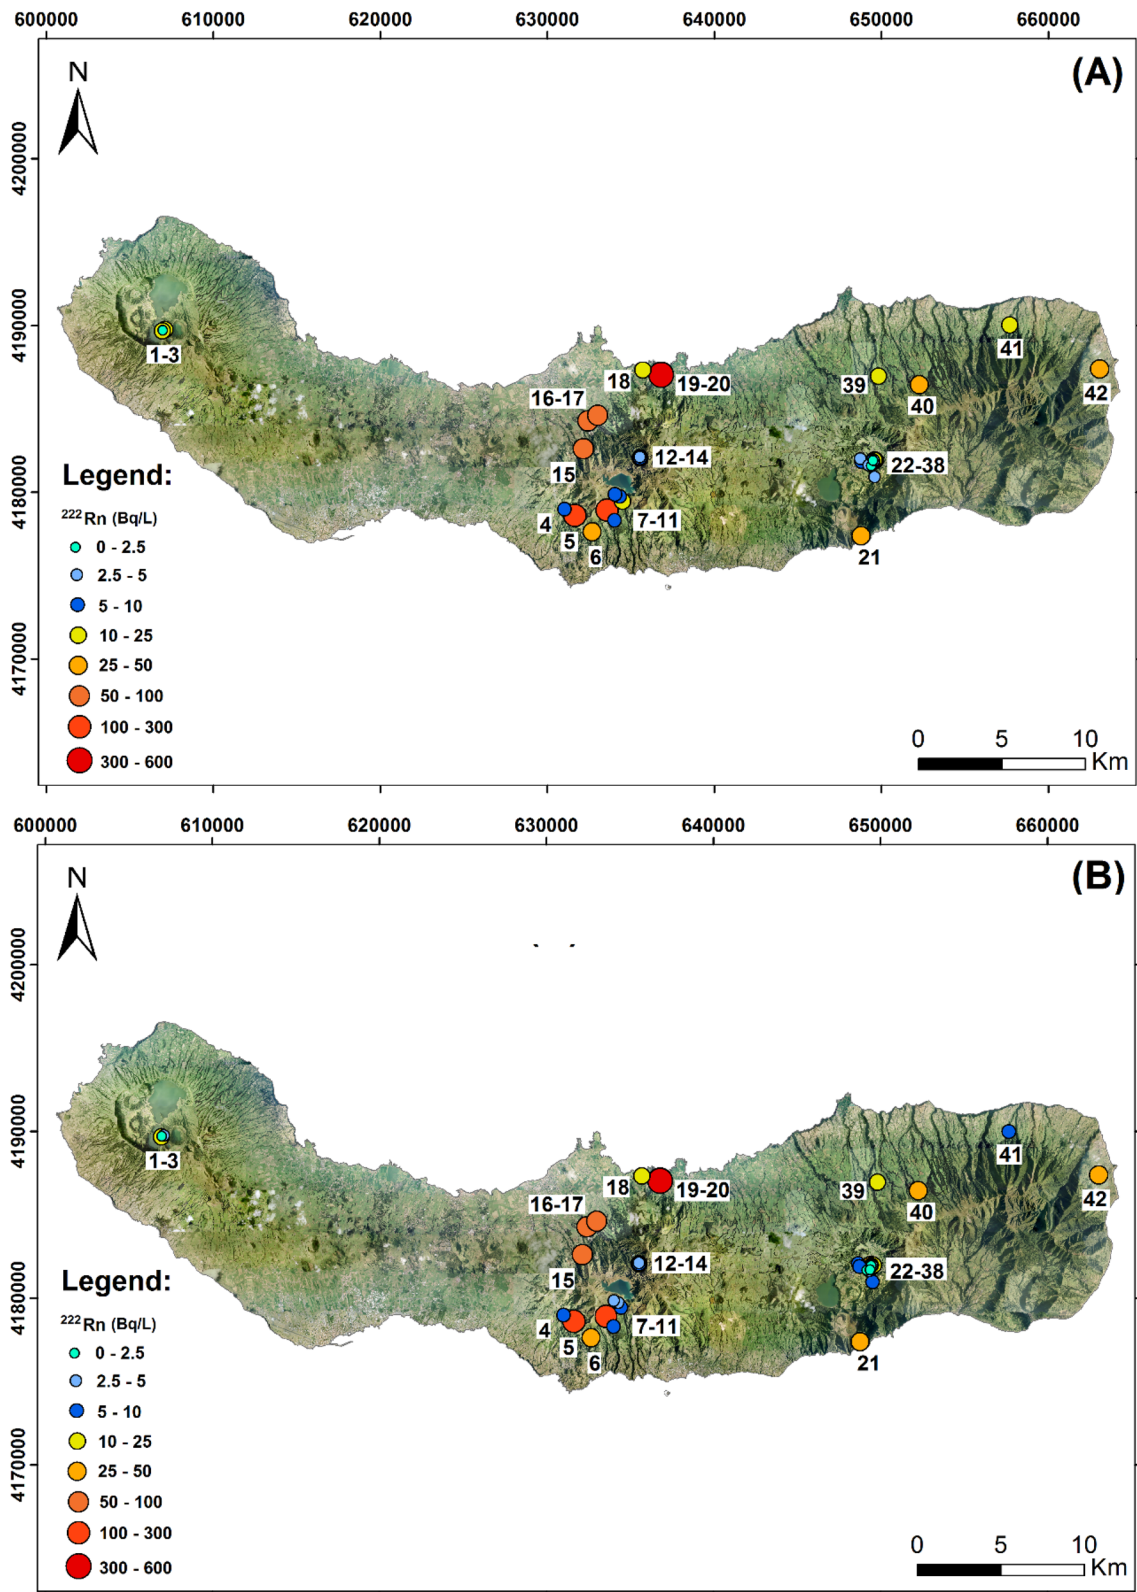 600000 610000 620000 630000 640000 650000 660000
(A)
N
4200000
4190000
4180000
4170000
1-3
41
18
19-20
39
40
42
16-17
15
12-14
22-38
4
5
6
7-11
21
Legend:
²²²Rn (Bq/L)
0 - 2.5
2.5 - 5
5 - 10
10 - 25
25 - 50
50 - 100
100 - 300
300 - 600
0 5 10
Km
600000 610000 620000 630000 640000 650000 660000
(B)
N
4200000
4190000
4180000
4170000
1-3
41
18
19-20
39
40
42
16-17
15
12-14
22-38
4
5
6
7-11
21
Legend:
²²²Rn (Bq/L)
0 - 2.5
2.5 - 5
5 - 10
10 - 25
25 - 50
50 - 100
100 - 300
300 - 600
0 5 10
Km